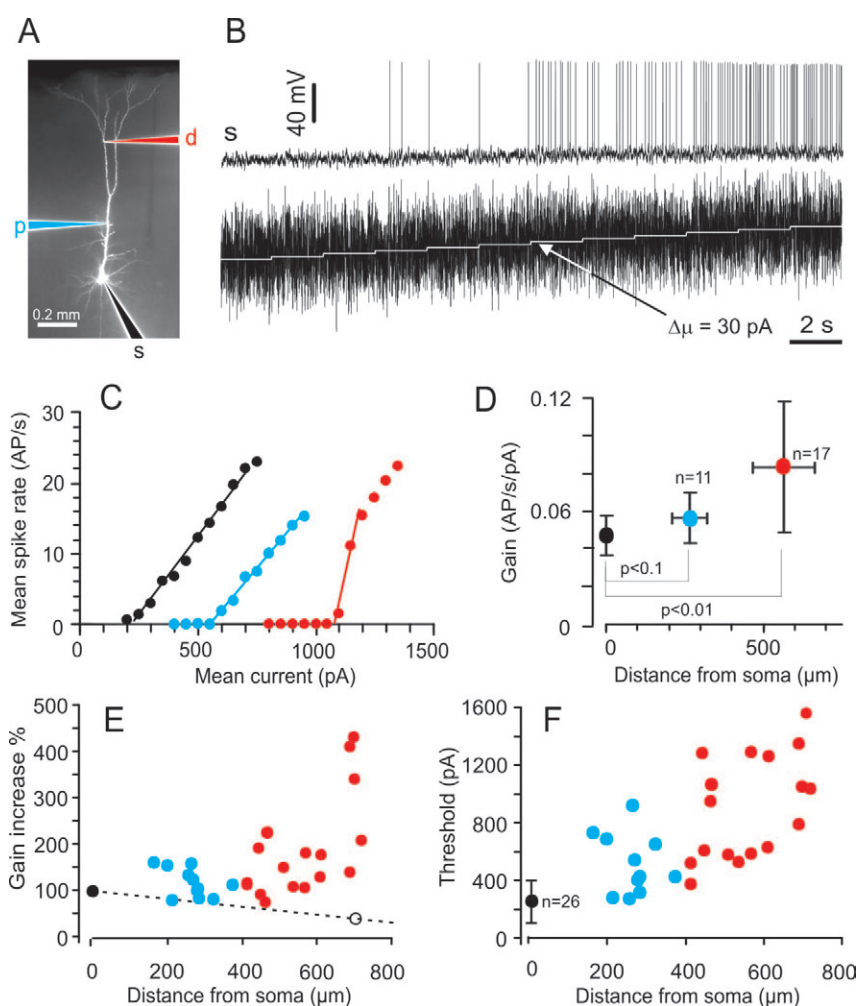 A
d
p
0.2 mm
s
B
40 mV
s
Δμ = 30 pA
2 s
C
30
20
10
0
Mean spike rate (AP/s)
0 500 1000 1500
Mean current (pA)
D
0.12
0.06
0
Gain (AP/s/pA)
n=11
n=17
p<0.1
p<0.01
0 500
Distance from soma (µm)
E
500
400
300
200
100
0
Gain increase %
0 200 400 600 800
Distance from soma (µm)
F
1600
1200
800
400
0
Threshold (pA)
n=26
0 200 400 600 800
Distance from soma (µm)